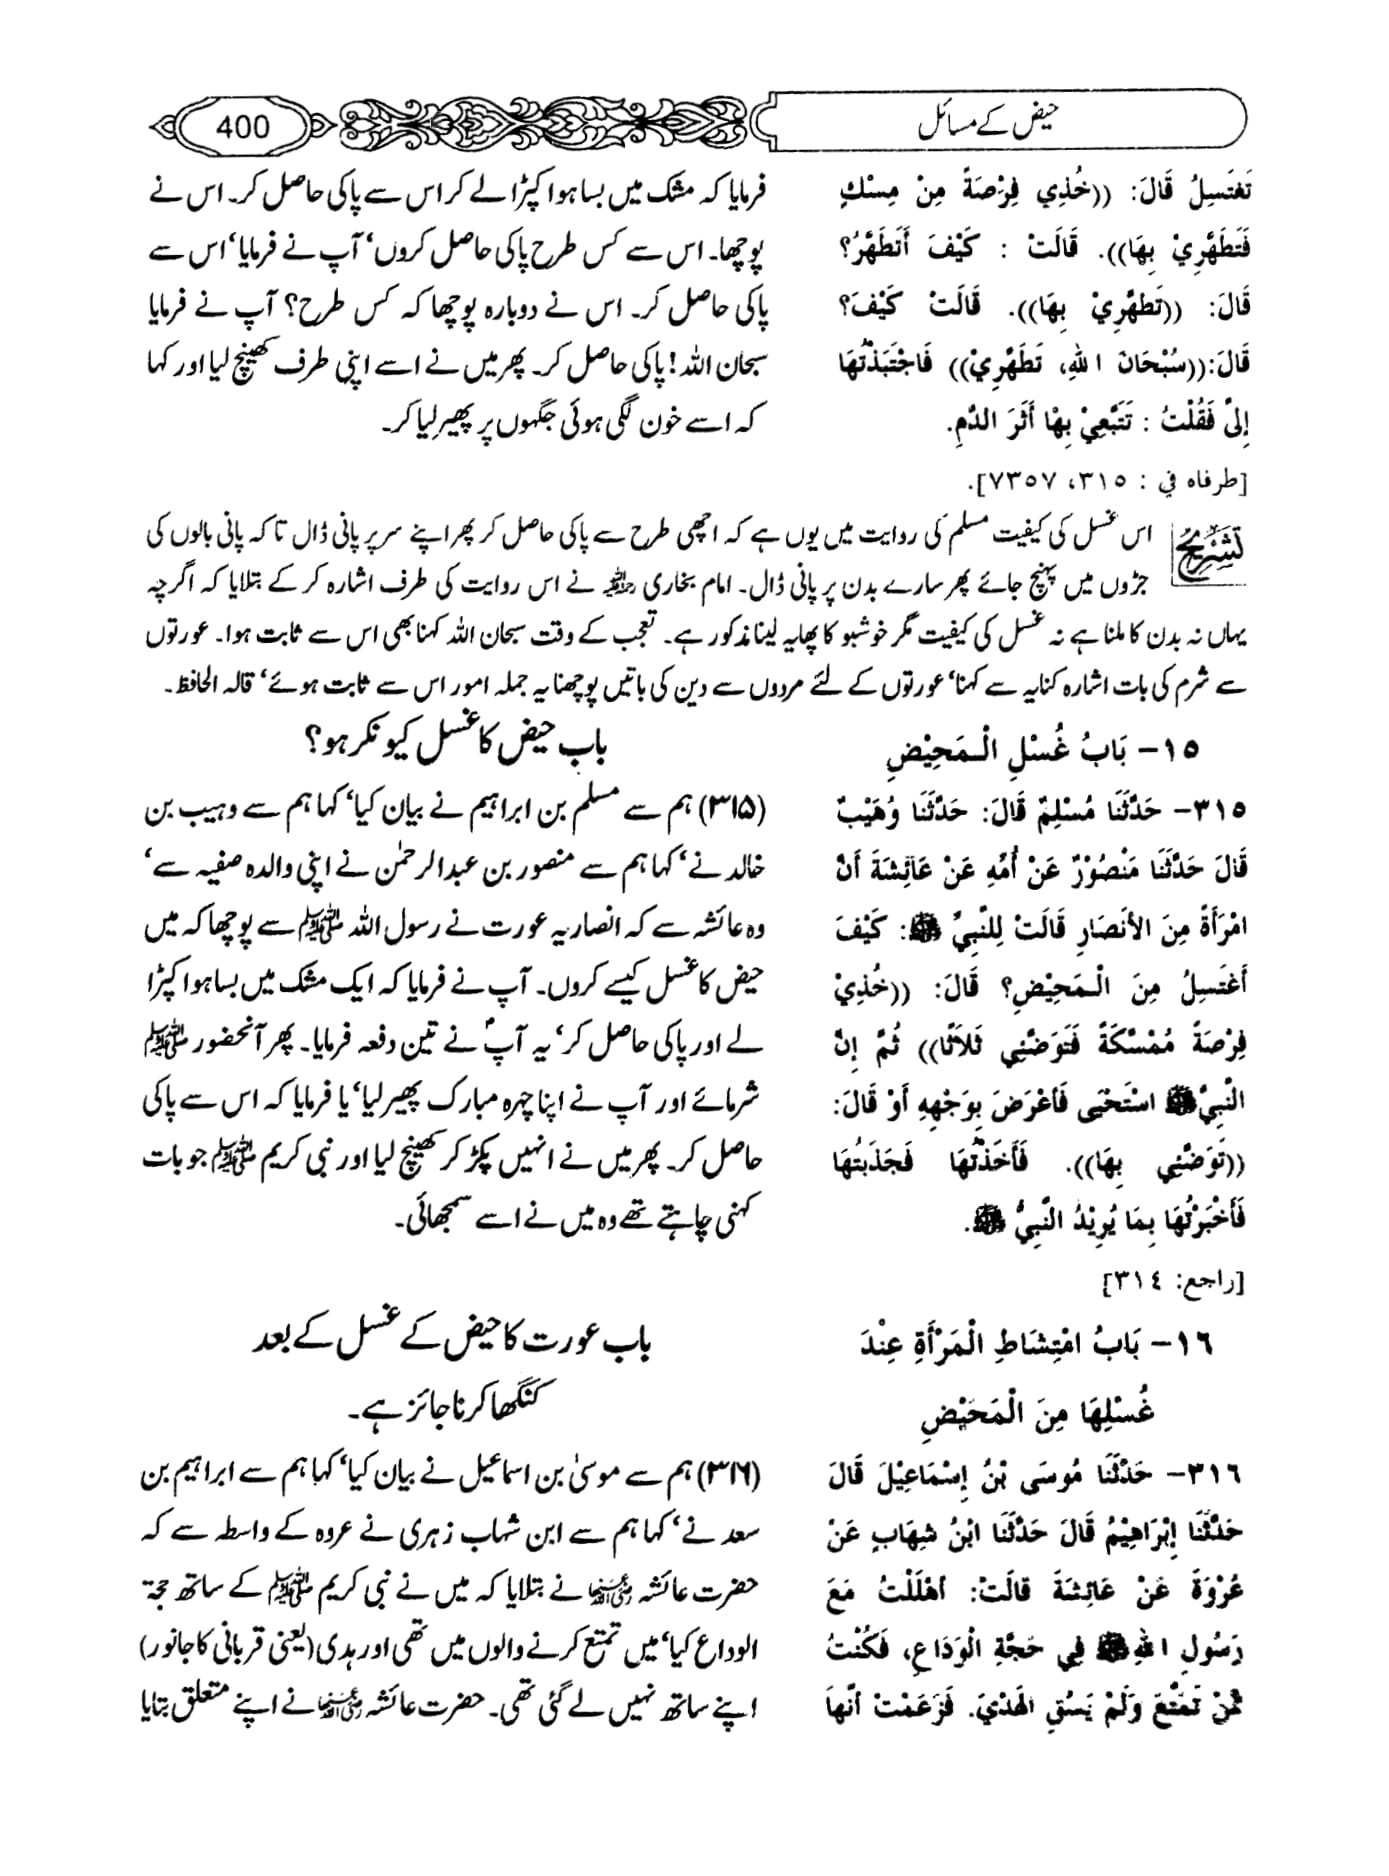 حیض کے مسائل
400
تَغتَسِلُ قَالَ: ((خُذِي فِرْصَةً مِنْ مِسْكٍ
فَتَطَهَّرِيْ بِهَا)). قَالَتْ : كَيْفَ أَتَطَهَّرُ؟
قَالَ: ((تَطَهَّرِيْ بِهَا)). قَالَتْ كَيْفَ؟
قَالَ:((سُبْحَانَ اللهِ، تَطَهَّرِيْ)) فَاجْتَبَذْتُهَا
إِلَيَّ فَقُلْتُ : تَتَبَّعِيْ بِهَا أَثَرَ الدَّمِ.
[طرفاه في : ٣١٥، ٧٣٥٧].
فرمایا کہ مشک میں بسا ہوا کپڑا لے کر اس سے پاکی حاصل کر۔ اس نے
پوچھا۔ اس سے کس طرح پاکی حاصل کروں‘ آپ نے فرمایا‘ اس سے
پاکی حاصل کر۔ اس نے دوبارہ پوچھا کہ کس طرح؟ آپ نے فرمایا
سبحان اللہ! پاکی حاصل کر۔ پھر میں نے اسے اپنی طرف کھینچ لیا اور کہا
کہ اسے خون لگی ہوئی جگہوں پر پھیر لیا کر۔
تشریح
اس غسل کی کیفیت مسلم کی روایت میں یوں ہے کہ اچھی طرح سے پاکی حاصل کر پھر اپنے سر پر پانی ڈال تا کہ پانی بالوں کی
جڑوں میں پہنچ جائے پھر سارے بدن پر پانی ڈال۔ امام بخاری رحمہ اللہ نے اس روایت کی طرف اشارہ کر کے بتلایا کہ اگرچہ
یہاں نہ بدن کا ملنا ہے نہ غسل کی کیفیت مگر خوشبو کا پھایہ لینا مذکور ہے۔ تعجب کے وقت سبحان اللہ کہنا بھی اس سے ثابت ہوا۔ عورتوں
سے شرم کی بات اشارہ کنایہ سے کہنا‘ عورتوں کے لئے مردوں سے دین کی باتیں پوچھنا یہ جملہ امور اس سے ثابت ہوئے‘ قالہ الحافظ۔
١٥- بَابُ غُسْلِ الْمَحِيْضِ
باب حیض کا غسل کیونکر ہو؟
٣١٥- حَدَّثَنَا مُسْلِمٌ قَالَ: حَدَّثَنَا وُهَيْبٌ
قَالَ حَدَّثَنَا مَنْصُوْرٌ عَنْ أُمِّهِ عَنْ عَائِشَةَ أَنَّ
امْرَأَةً مِنَ الأَنْصَارِ قَالَتْ لِلنَّبِيِّ ﷺ: كَيْفَ
أَغْتَسِلُ مِنَ الْمَحِيْضِ؟ قَالَ: ((خُذِيْ
فِرْصَةً مُمْسَّكَةً فَتَوَضَّئِي ثَلاَثًا)) ثُمَّ إِنَّ
النَّبِيَّ ﷺ اسْتَحْيَى فَأَعْرَضَ بِوَجْهِهِ أَوْ قَالَ:
((تَوَضَّئِي بِهَا)). فَأَخَذْتُهَا فَجَذَبْتُهَا
فَأَخْبَرْتُهَا بِمَا يُرِيْدُ النَّبِيُّ ﷺ.
[راجع: ٣١٤]
(۳۱۵) ہم سے مسلم بن ابراہیم نے بیان کیا‘ کہا ہم سے وہیب بن
خالد نے‘ کہا ہم سے منصور بن عبدالرحمٰن نے اپنی والدہ صفیہ سے‘
وہ عائشہ سے کہ انصاریہ عورت نے رسول اللہ ﷺ سے پوچھا کہ میں
حیض کا غسل کیسے کروں۔ آپ نے فرمایا کہ ایک مشک میں بسا ہوا کپڑا
لے اور پاکی حاصل کر‘ یہ آپؐ نے تین دفعہ فرمایا۔ پھر آنحضور ﷺ
شرمائے اور آپ نے اپنا چہرہ مبارک پھیر لیا‘ یا فرمایا کہ اس سے پاکی
حاصل کر۔ پھر میں نے انہیں پکڑ کر کھینچ لیا اور نبی کریم ﷺ جو بات
کہنی چاہتے تھے وہ میں نے اسے سمجھائی۔
١٦- بَابُ امْتِشَاطِ الْمَرْأَةِ عِنْدَ
غُسْلِهَا مِنَ الْمَحَيْضِ
باب عورت کا حیض کے غسل کے بعد
کنگھا کرنا جائز ہے۔
٣١٦- حَدَّثَنَا مُوسَى بْنُ إِسْمَاعِيْلَ قَالَ
حَدَّثَنَا إِبْرَاهِيْمُ قَالَ حَدَّثَنَا ابْنُ شِهَابٍ عَنْ
عُرْوَةَ عَنْ عَائِشَةَ قالَتْ: أَهْلَلْتُ مَعَ
رَسُولِ اللهِ ﷺ فِي حَجَّةِ الْوَدَاعِ، فَكُنْتُ
مِمَّنْ تَمَتَّعَ وَلَمْ يَسُقِ الْهَدْيَ. فَزَعَمْتْ أَنَّهَا
(۳۱۶) ہم سے موسیٰ بن اسماعیل نے بیان کیا‘ کہا ہم سے ابراہیم بن
سعد نے‘ کہا ہم سے ابن شہاب زہری نے عروہ کے واسطہ سے کہ
حضرت عائشہ رضی اللہ عنہا نے بتلایا کہ میں نے نبی کریم ﷺ کے ساتھ حجۃ
الوداع کیا‘ میں تمتع کرنے والوں میں تھی اور ہدی (یعنی قربانی کا جانور)
اپنے ساتھ نہیں لے گئی تھی۔ حضرت عائشہ رضی اللہ عنہا نے اپنے متعلق بتایا